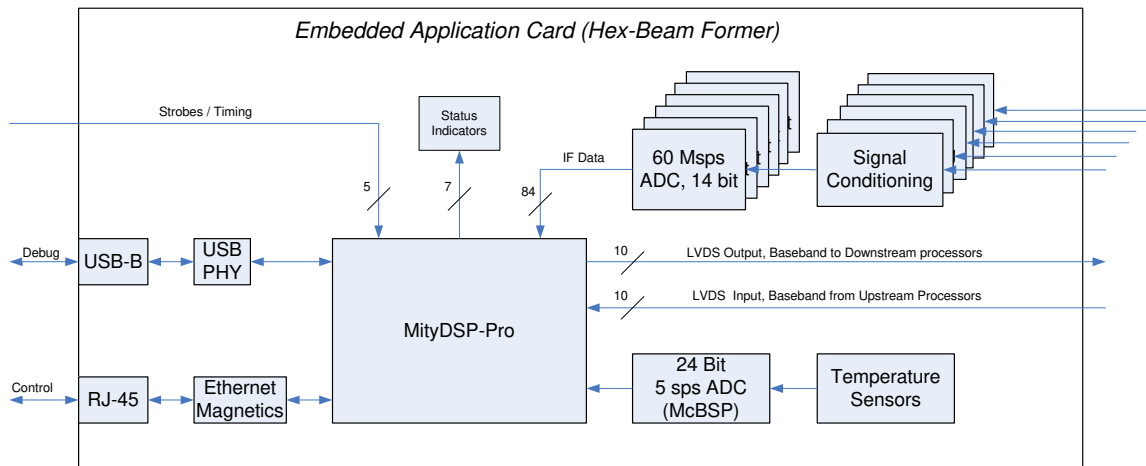 Embedded Application Card (Hex-Beam Former)
Strobes / Timing
Status
Indicators
IF Data
60 Msps
ADC, 14 bit
Signal
Conditioning
5
7
84
Debug
USB-B
USB
PHY
MityDSP-Pro
10
LVDS Output, Baseband to Downstream processors
10
LVDS Input, Baseband from Upstream Processors
Control
RJ-45
Ethernet
Magnetics
24 Bit
5 sps ADC
(McBSP)
Temperature
Sensors